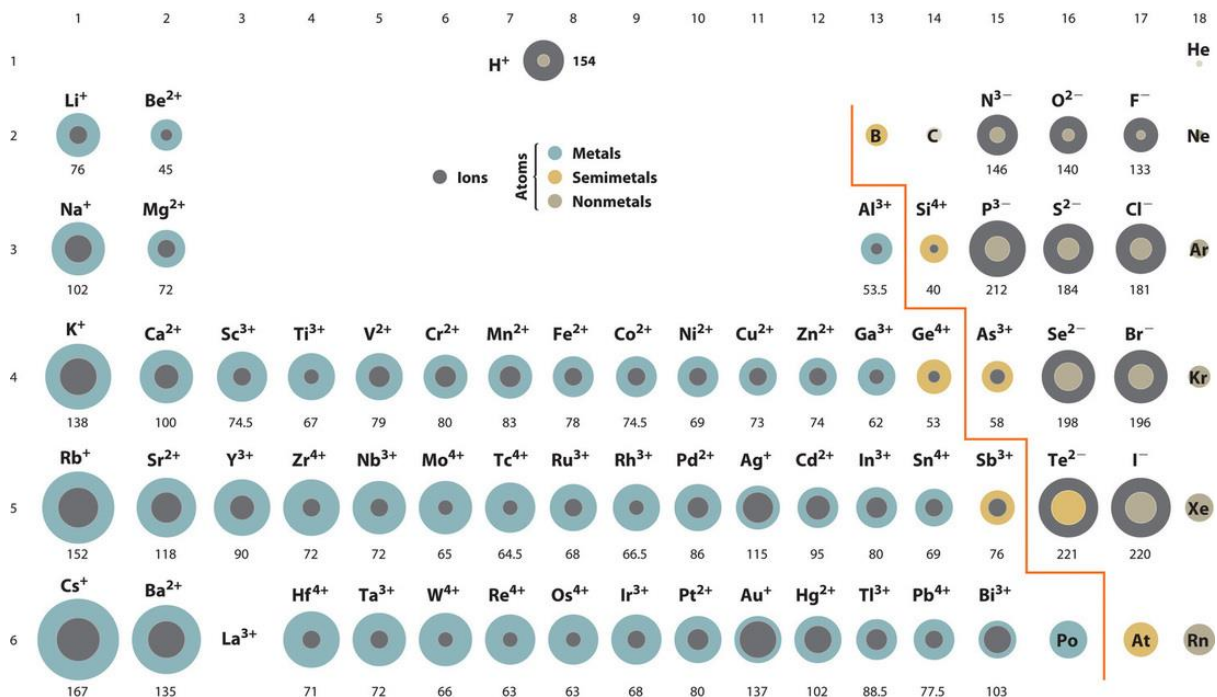 1 2 3 4 5 6 7 8 9 10 11 12 13 14 15 16 17 18
1 H⁺ 154 He
Li⁺ Be²⁺ N³⁻ O²⁻ F⁻
2 B C Ne
76 45 146 140 133
Ions
Atoms
Metals
Semimetals
Nonmetals
Na⁺ Mg²⁺ Al³⁺ Si⁴⁺ P³⁻ S²⁻ Cl⁻
3 Ar
102 72 53.5 40 212 184 181
K⁺ Ca²⁺ Sc³⁺ Ti³⁺ V²⁺ Cr²⁺ Mn²⁺ Fe²⁺ Co²⁺ Ni²⁺ Cu²⁺ Zn²⁺ Ga³⁺ Ge⁴⁺ As³⁺ Se²⁻ Br⁻
4 Kr
138 100 74.5 67 79 80 83 78 74.5 69 73 74 62 53 58 198 196
Rb⁺ Sr²⁺ Y³⁺ Zr⁴⁺ Nb³⁺ Mo⁴⁺ Tc⁴⁺ Ru³⁺ Rh³⁺ Pd²⁺ Ag⁺ Cd²⁺ In³⁺ Sn⁴⁺ Sb³⁺ Te²⁻ I⁻
5 Xe
152 118 90 72 72 65 64.5 68 66.5 86 115 95 80 69 76 221 220
Cs⁺ Ba²⁺ Hf⁴⁺ Ta³⁺ W⁴⁺ Re⁴⁺ Os⁴⁺ Ir³⁺ Pt²⁺ Au⁺ Hg²⁺ Tl³⁺ Pb⁴⁺ Bi³⁺
6 La³⁺ Po At Rn
167 135 71 72 66 63 63 68 80 137 102 88.5 77.5 103